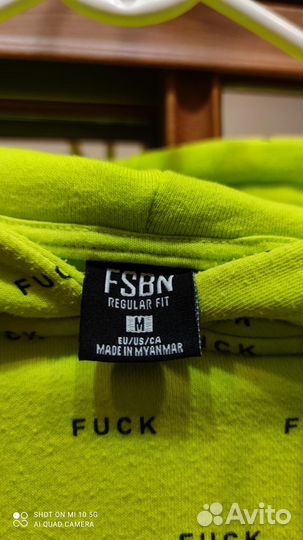 FUCK
FSBN
REGULAR FIT
M
EU/US/CA
MADE IN MYANMAR
FUCK
FUCK
SHOT ON MI 10 5G
AI QUAD CAMERA
Avito